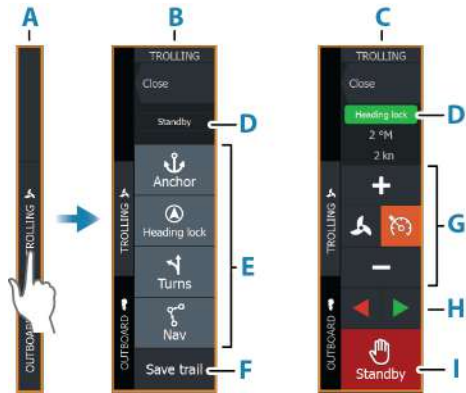 A
B
C
TROLLING
OUTBOARD
TROLLING
Close
Standby
D
TROLLING
OUTBOARD
Anchor
Heading lock
Turns
Nav
E
Save trail
F
TROLLING
Close
Heading lock
D
2 °M
2 kn
TROLLING
OUTBOARD
+
−
G
H
Standby
I